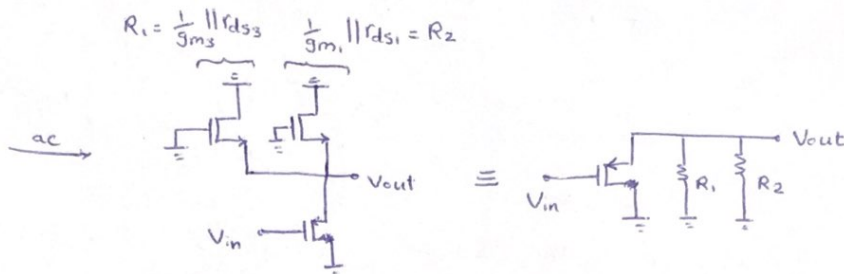 R₁ = 1/gm₃ || rds₃
1/gm₁ || rds₁ = R₂
ac
Vout
Vin
≡
Vout
Vin
R₁
R₂